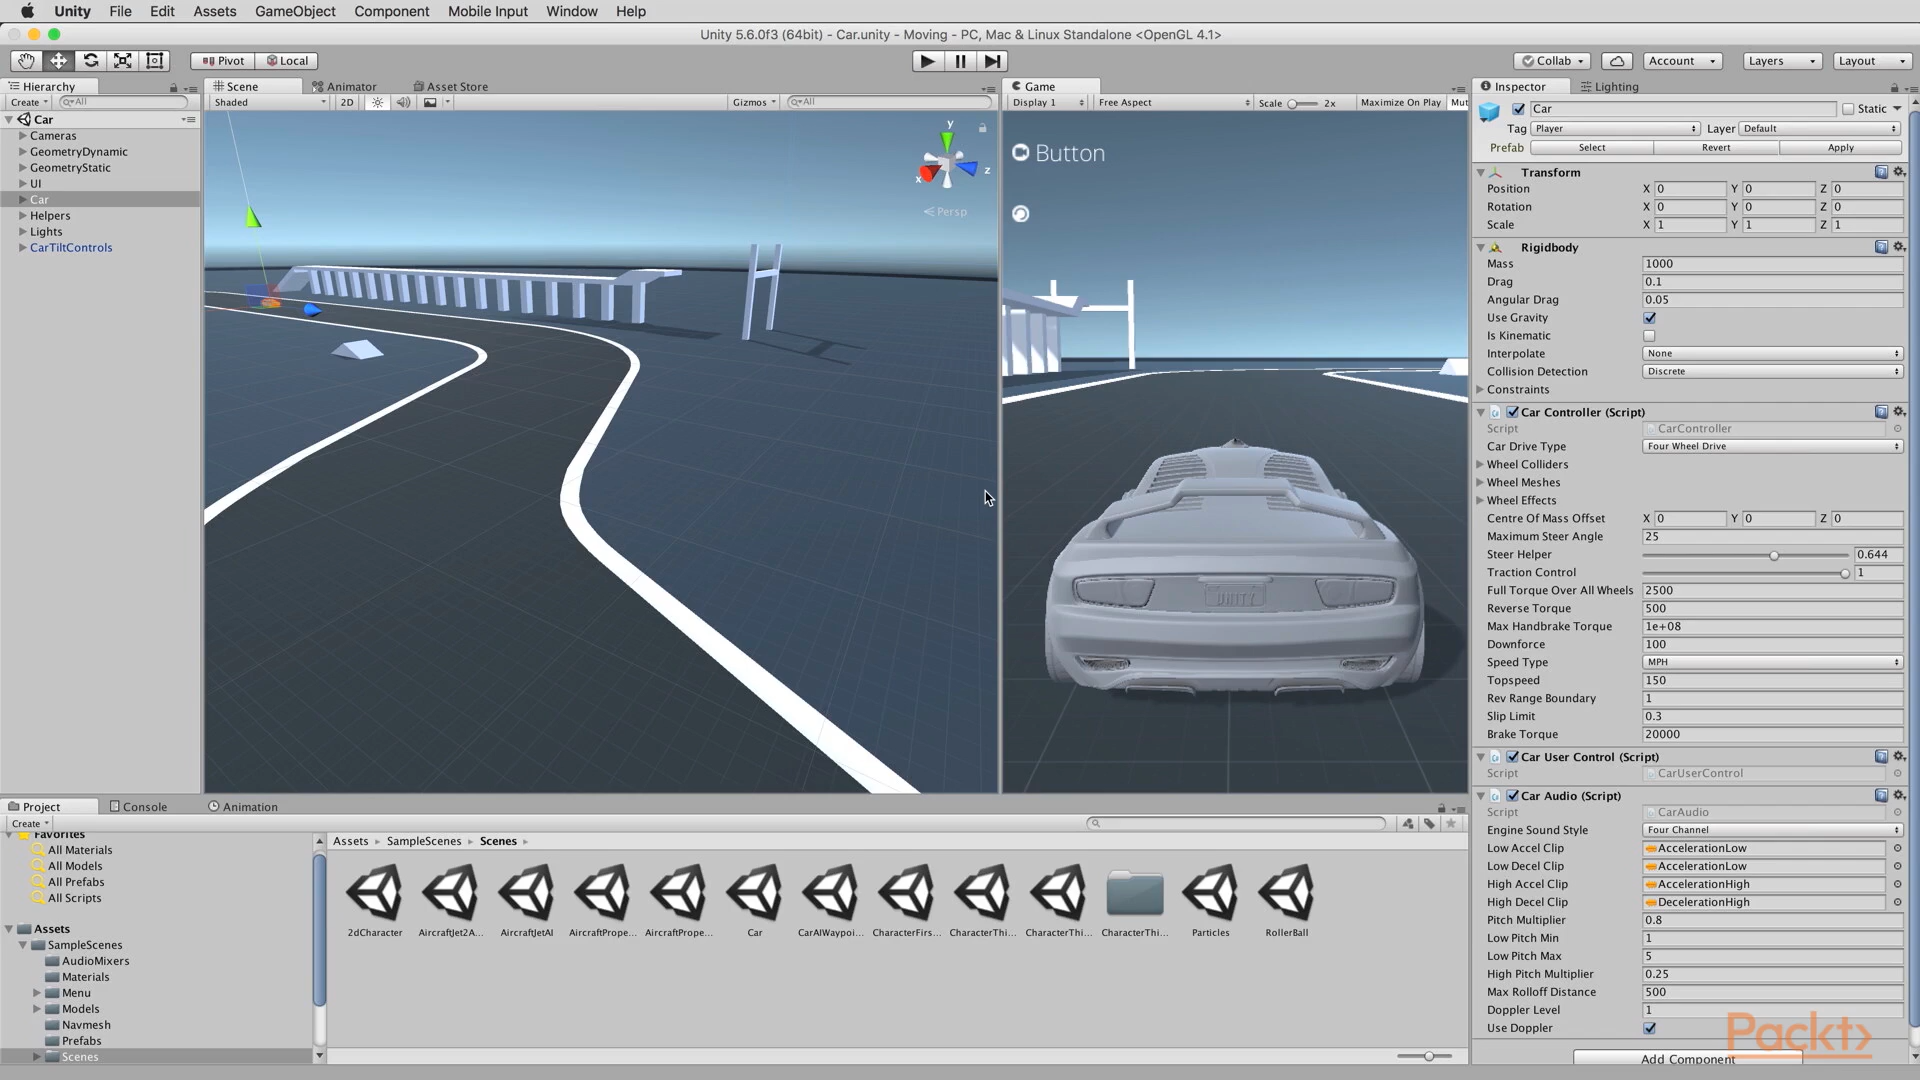 Unity File Edit Assets GameObject Component Mobile Input Window Help
Unity 5.6.0f3 (64bit) - Car.unity - Moving - PC, Mac & Linux Standalone <OpenGL 4.1>
Pivot Local Collab Account Layers Layout
Hierarchy
Create All
Car
Cameras
GeometryDynamic
GeometryStatic
UI
Car
Helpers
Lights
CarTiltControls
Scene Animator Asset Store
Shaded 2D Gizmos All
y
x
z
Persp
Game
Display 1 Free Aspect Scale 2x Maximize On Play Mut
Button
UNITY
Inspector Lighting
Car Static
Tag Player Layer Default
Prefab Select Revert Apply
Transform
Position X 0 Y 0 Z 0
Rotation X 0 Y 0 Z 0
Scale X 1 Y 1 Z 1
Rigidbody
Mass 1000
Drag 0.1
Angular Drag 0.05
Use Gravity
Is Kinematic
Interpolate None
Collision Detection Discrete
Constraints
Car Controller (Script)
Script CarController
Car Drive Type Four Wheel Drive
Wheel Colliders
Wheel Meshes
Wheel Effects
Centre Of Mass Offset X 0 Y 0 Z 0
Maximum Steer Angle 25
Steer Helper 0.644
Traction Control 1
Full Torque Over All Wheels 2500
Reverse Torque 500
Max Handbrake Torque 1e+08
Downforce 100
Speed Type MPH
Topspeed 150
Rev Range Boundary 1
Slip Limit 0.3
Brake Torque 20000
Car User Control (Script)
Script CarUserControl
Car Audio (Script)
Script CarAudio
Engine Sound Style Four Channel
Low Accel Clip AccelerationLow
Low Decel Clip AccelerationLow
High Accel Clip AccelerationHigh
High Decel Clip DecelerationHigh
Pitch Multiplier 0.8
Low Pitch Min 1
Low Pitch Max 5
High Pitch Multiplier 0.25
Max Rolloff Distance 500
Doppler Level 1
Use Doppler
Add Component
Packt>
Project Console Animation
Create
Favorites
All Materials
All Models
All Prefabs
All Scripts
Assets
SampleScenes
AudioMixers
Materials
Menu
Models
Navmesh
Prefabs
Scenes
Assets SampleScenes Scenes
2dCharacter AircraftJet2A... AircraftJetAI AircraftPrope... AircraftPrope... Car CarAIWaypoi... CharacterFirs... CharacterThi... CharacterThi... CharacterThi... Particles RollerBall